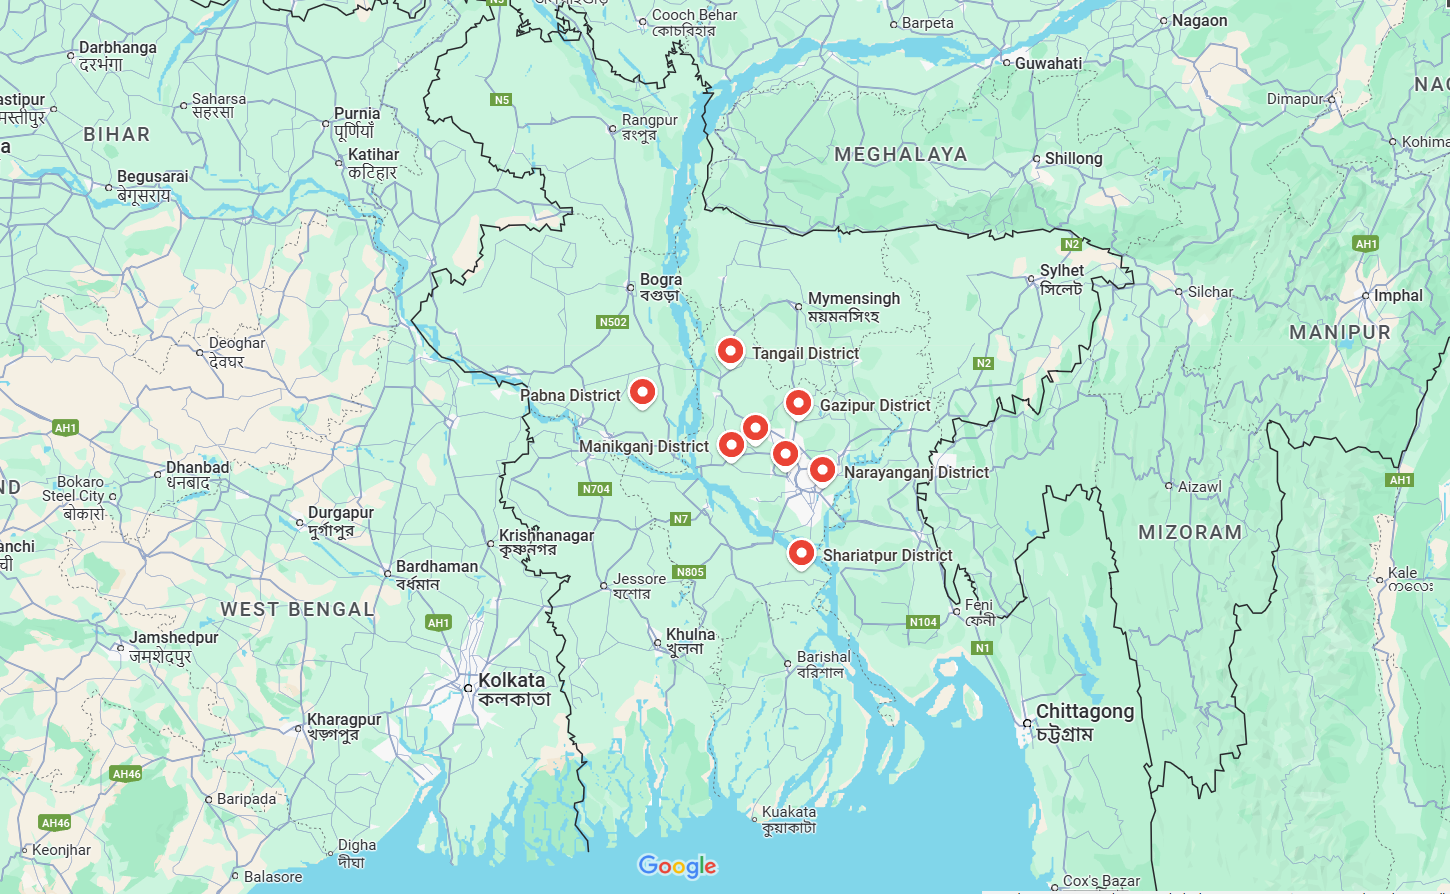 N5
Cooch Behar
কোচবিহার
Barpeta
Nagaon
Darbhanga
दरभंगा
Guwahati
Saharsa
सहरसा
N5
Dimapur
Purnia
पूर्णियाँ
Rangpur
রংপুর
BIHAR
Katihar
कटिहार
MEGHALAYA
Shillong
Kohima
Begusarai
बेगूसराय
N2
AH1
Sylhet
সিলেট
Bogra
বগুড়া
Silchar
Imphal
Mymensingh
ময়মনসিংহ
N502
MANIPUR
Deoghar
देवघर
Tangail District
N2
Pabna District
Gazipur District
AH1
Manikganj District
Dhanbad
धनबाद
Narayanganj District
AH1
Bokaro
Steel City
बोकारो
N704
Aizawl
Durgapur
দুর্গাপুর
N7
MIZORAM
Krishnanagar
কৃষ্ণনগর
Shariatpur District
Bardhaman
বর্ধমান
Jessore
যশোর
N805
Kale
ကလေး
WEST BENGAL
Feni
ফেনী
AH1
N104
Jamshedpur
जमशेदपुर
Khulna
খুলনা
N1
Barishal
বরিশাল
Kolkata
কলকাতা
Chittagong
চট্টগ্রাম
Kharagpur
খড়্গপুর
AH46
Baripada
Kuakata
কুয়াকাটা
AH46
Keonjhar
Digha
দীঘা
Google
Balasore
Cox's Bazar